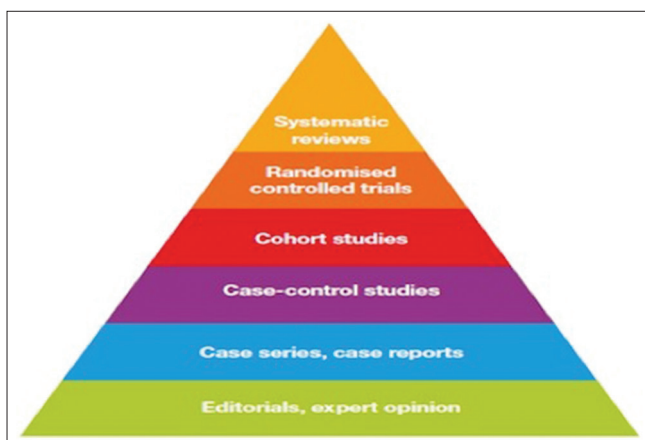 Systematic
reviews
Randomised
controlled trials
Cohort studies
Case-control studies
Case series, case reports
Editorials, expert opinion